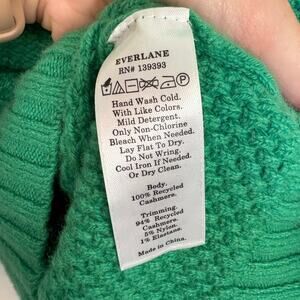 EVERLANE
RN# 139393
Hand Wash Cold.
With Like Colors.
Mild Detergent.
Only Non-Chlorine
Bleach When Needed.
Lay Flat To Dry.
Do Not Wring.
Cool Iron If Needed.
Or Dry Clean.
Body.
100% Recycled
Cashmere.
Trimming.
94% Recycled
Cashmere.
5% Nylon.
1% Elastane.
Made in China.